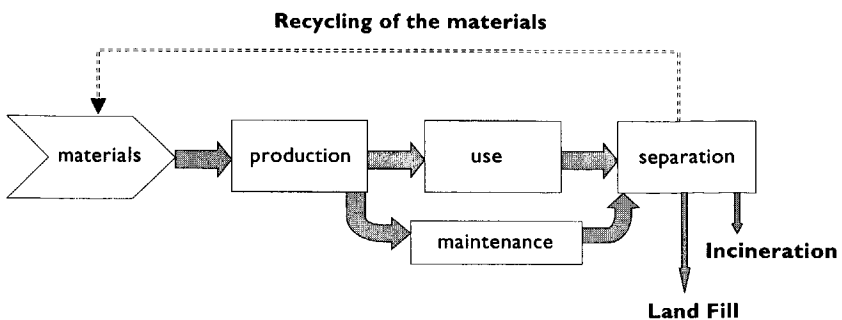 Recycling of the materials
materials
production
use
separation
maintenance
Incineration
Land Fill